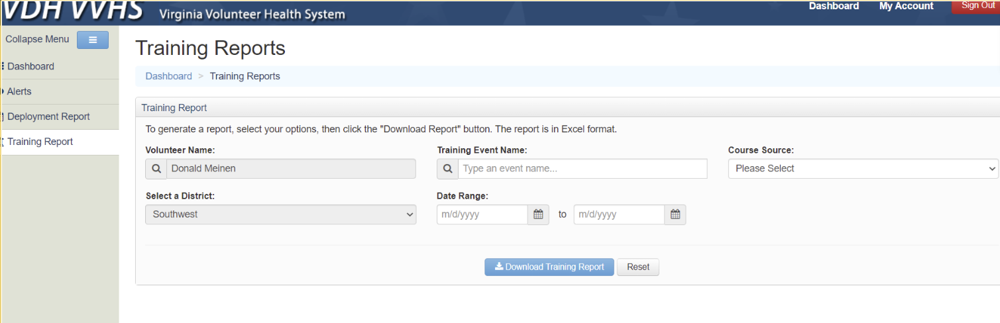 VDH VVHS Virginia Volunteer Health System Dashboard My Account Sign Out
Collapse Menu
Dashboard
Alerts
Deployment Report
Training Report
Training Reports
Dashboard > Training Reports
Training Report
To generate a report, select your options, then click the "Download Report" button. The report is in Excel format.
Volunteer Name: Training Event Name: Course Source:
Donald Meinen Type an event name... Please Select
Select a District: Date Range:
Southwest m/d/yyyy to m/d/yyyy
Download Training Report Reset